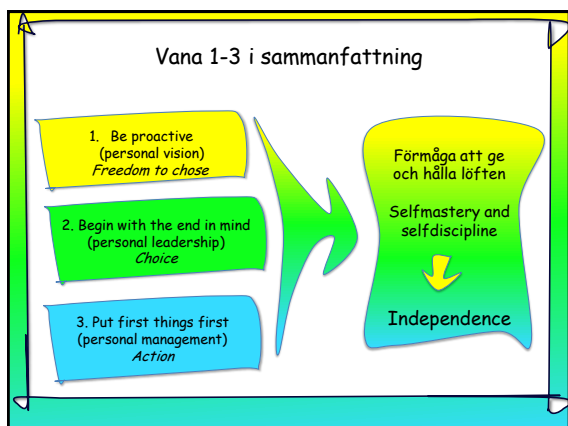 Vana 1-3 i sammanfattning
1. Be proactive
(personal vision)
Freedom to chose
2. Begin with the end in mind
(personal leadership)
Choice
3. Put first things first
(personal management)
Action
Förmåga att ge
och hålla löften
Selfmastery and
selfdiscipline
Independence